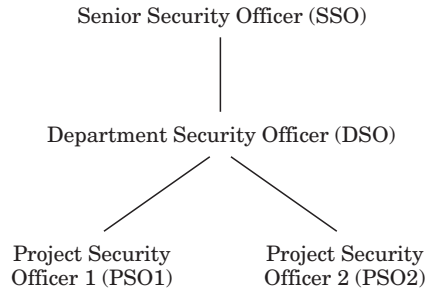 Senior Security Officer (SSO)
Department Security Officer (DSO)
Project Security
Officer 1 (PSO1)
Project Security
Officer 2 (PSO2)